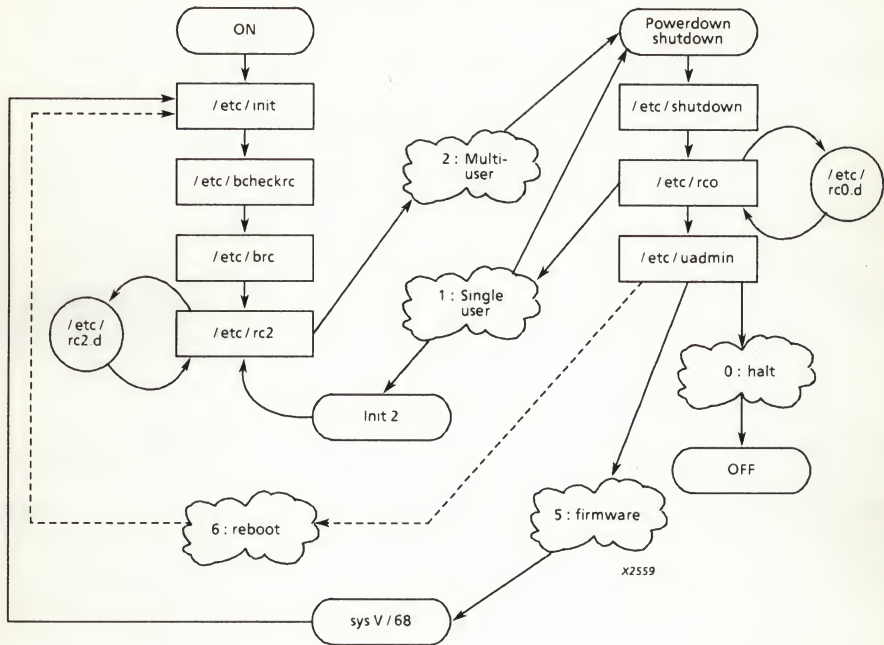 ON
Powerdown
shutdown
/etc/init
/etc/shutdown
2 : Multi-
user
/etc/bcheckrc
/etc/rco
/etc/
rc0.d
/etc/brc
/etc/uadmin
1 : Single
user
/etc/
rc2.d
/etc/rc2
0 : halt
Init 2
OFF
6 : reboot
5 : firmware
X2559
sys V/68